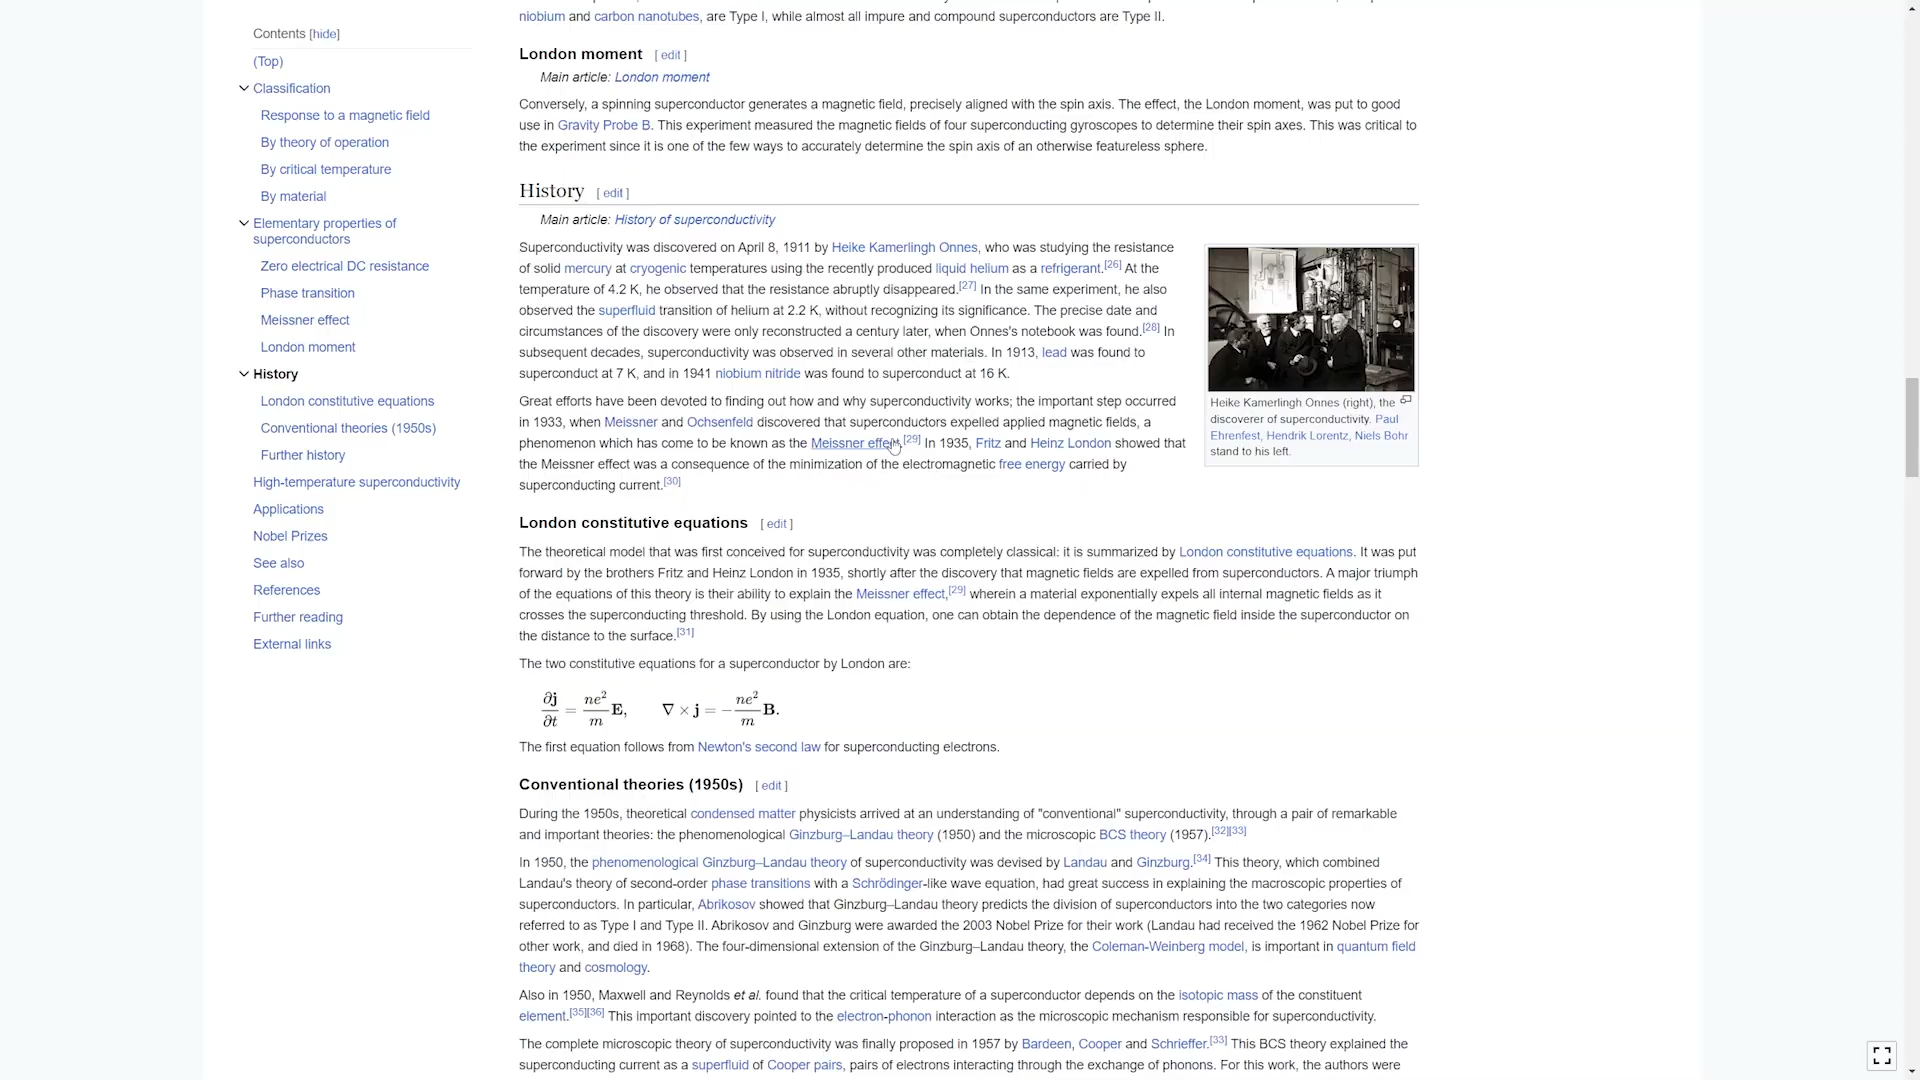 Contents [hide]
(Top)
Classification
Response to a magnetic field
By theory of operation
By critical temperature
By material
Elementary properties of
superconductors
Zero electrical DC resistance
Phase transition
Meissner effect
London moment
History
London constitutive equations
Conventional theories (1950s)
Further history
High-temperature superconductivity
Applications
Nobel Prizes
See also
References
Further reading
External links
niobium and carbon nanotubes, are Type I, while almost all impure and compound superconductors are Type II.
London moment [ edit ]
Main article: London moment
Conversely, a spinning superconductor generates a magnetic field, precisely aligned with the spin axis. The effect, the London moment, was put to good
use in Gravity Probe B. This experiment measured the magnetic fields of four superconducting gyroscopes to determine their spin axes. This was critical to
the experiment since it is one of the few ways to accurately determine the spin axis of an otherwise featureless sphere.
History [ edit ]
Main article: History of superconductivity
Superconductivity was discovered on April 8, 1911 by Heike Kamerlingh Onnes, who was studying the resistance
of solid mercury at cryogenic temperatures using the recently produced liquid helium as a refrigerant.[26] At the
temperature of 4.2 K, he observed that the resistance abruptly disappeared.[27] In the same experiment, he also
observed the superfluid transition of helium at 2.2 K, without recognizing its significance. The precise date and
circumstances of the discovery were only reconstructed a century later, when Onnes's notebook was found.[28] In
subsequent decades, superconductivity was observed in several other materials. In 1913, lead was found to
superconduct at 7 K, and in 1941 niobium nitride was found to superconduct at 16 K.
Great efforts have been devoted to finding out how and why superconductivity works; the important step occurred
in 1933, when Meissner and Ochsenfeld discovered that superconductors expelled applied magnetic fields, a
phenomenon which has come to be known as the Meissner effect.[29] In 1935, Fritz and Heinz London showed that
the Meissner effect was a consequence of the minimization of the electromagnetic free energy carried by
superconducting current.[30]
Heike Kamerlingh Onnes (right), the
discoverer of superconductivity. Paul
Ehrenfest, Hendrik Lorentz, Niels Bohr
stand to his left.
London constitutive equations [ edit ]
The theoretical model that was first conceived for superconductivity was completely classical: it is summarized by London constitutive equations. It was put
forward by the brothers Fritz and Heinz London in 1935, shortly after the discovery that magnetic fields are expelled from superconductors. A major triumph
of the equations of this theory is their ability to explain the Meissner effect,[29] wherein a material exponentially expels all internal magnetic fields as it
crosses the superconducting threshold. By using the London equation, one can obtain the dependence of the magnetic field inside the superconductor on
the distance to the surface.[31]
The two constitutive equations for a superconductor by London are:
∂j/∂t = ne²/m E, ∇ × j = − ne²/m B.
The first equation follows from Newton's second law for superconducting electrons.
Conventional theories (1950s) [ edit ]
During the 1950s, theoretical condensed matter physicists arrived at an understanding of "conventional" superconductivity, through a pair of remarkable
and important theories: the phenomenological Ginzburg–Landau theory (1950) and the microscopic BCS theory (1957).[32][33]
In 1950, the phenomenological Ginzburg–Landau theory of superconductivity was devised by Landau and Ginzburg.[34] This theory, which combined
Landau's theory of second-order phase transitions with a Schrödinger-like wave equation, had great success in explaining the macroscopic properties of
superconductors. In particular, Abrikosov showed that Ginzburg–Landau theory predicts the division of superconductors into the two categories now
referred to as Type I and Type II. Abrikosov and Ginzburg were awarded the 2003 Nobel Prize for their work (Landau had received the 1962 Nobel Prize for
other work, and died in 1968). The four-dimensional extension of the Ginzburg–Landau theory, the Coleman-Weinberg model, is important in quantum field
theory and cosmology.
Also in 1950, Maxwell and Reynolds et al. found that the critical temperature of a superconductor depends on the isotopic mass of the constituent
element.[35][36] This important discovery pointed to the electron-phonon interaction as the microscopic mechanism responsible for superconductivity.
The complete microscopic theory of superconductivity was finally proposed in 1957 by Bardeen, Cooper and Schrieffer.[33] This BCS theory explained the
superconducting current as a superfluid of Cooper pairs, pairs of electrons interacting through the exchange of phonons. For this work, the authors were